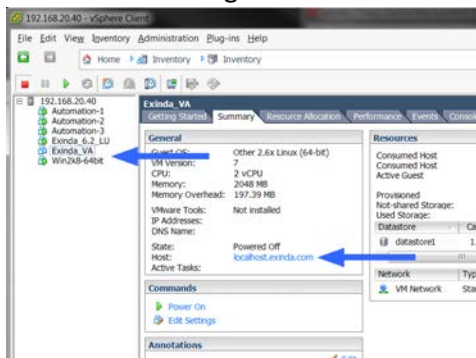 192.168.20.40 - vSphere Client
File Edit View Inventory Administration Plug-ins Help
Home Inventory Inventory
192.168.20.40
Automation-1
Automation-2
Automation-3
Exinda_6.2_LU
Exinda_VA
Win2k8-64bit
Exinda_VA
Getting Started Summary Resource Allocation Performance Events Consol
General
Guest OS: Other 2.6x Linux (64-bit)
VM Version: 7
CPU: 2 vCPU
Memory: 2048 MB
Memory Overhead: 197.39 MB
VMware Tools: Not installed
IP Addresses:
DNS Name:
State: Powered Off
Host: localhost.exinda.com
Active Tasks:
Commands
Power On
Edit Settings
Annotations
Resources
Consumed Host
Consumed Host
Active Guest
Provisioned
Not-shared Storage:
Used Storage:
Datastore Ca
datastore1 1.
Network Typ
VM Network Sta